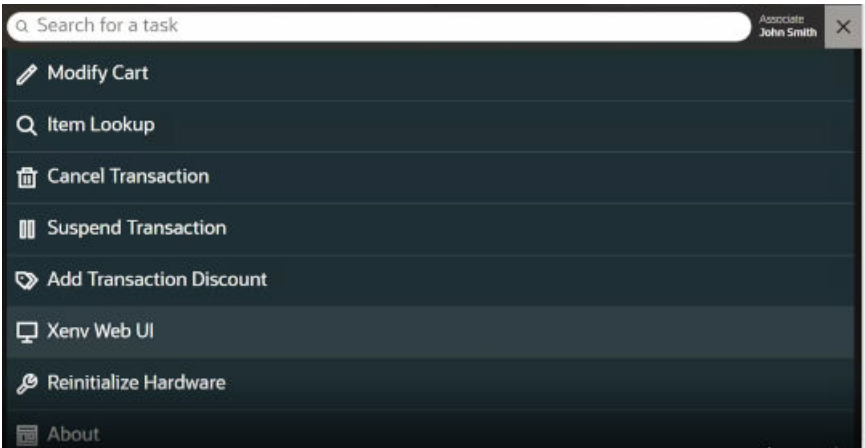 Search for a task
Associate
John Smith
Modify Cart
Item Lookup
Cancel Transaction
Suspend Transaction
Add Transaction Discount
Xenv Web UI
Reinitialize Hardware
About